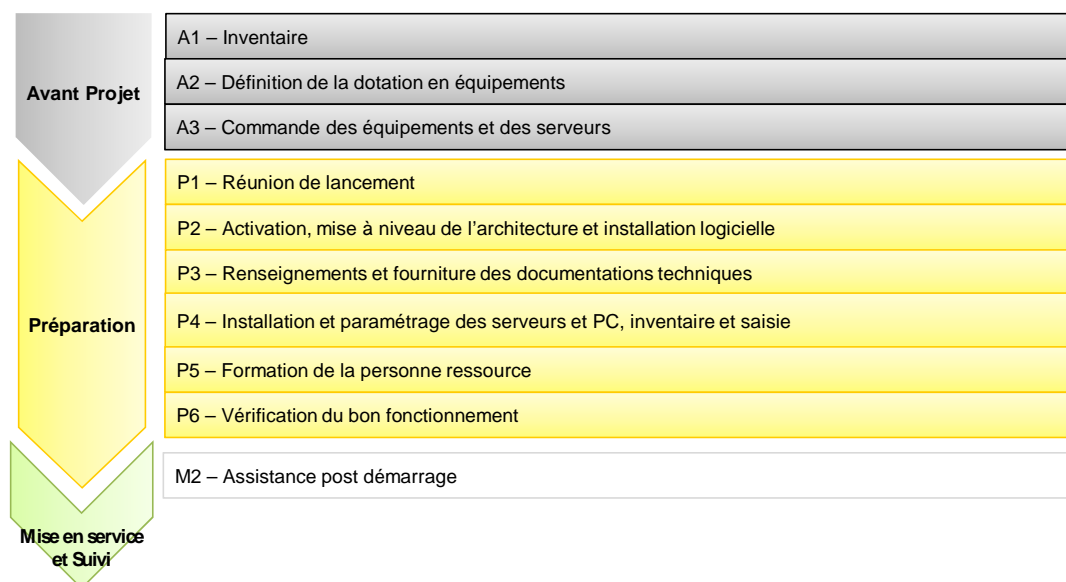 Avant Projet
A1 – Inventaire
A2 – Définition de la dotation en équipements
A3 – Commande des équipements et des serveurs
Préparation
P1 – Réunion de lancement
P2 – Activation, mise à niveau de l'architecture et installation logicielle
P3 – Renseignements et fourniture des documentations techniques
P4 – Installation et paramétrage des serveurs et PC, inventaire et saisie
P5 – Formation de la personne ressource
P6 – Vérification du bon fonctionnement
Mise en service
et Suivi
M2 – Assistance post démarrage